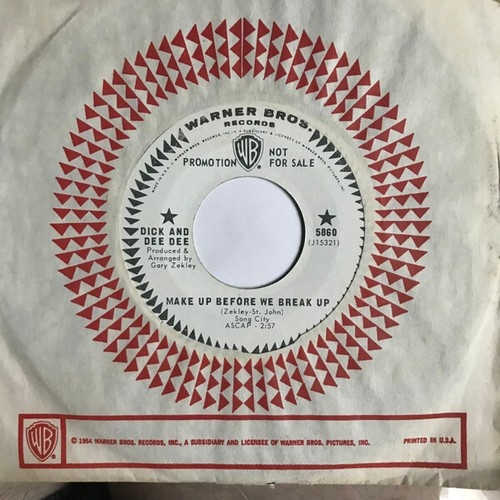 WARNER BROS.
RECORDS
WB
PROMOTION NOT
FOR SALE
DICK AND
DEE DEE
Produced &
Arranged by
Gary Zekley
5860
(J15321)
MAKE UP BEFORE WE BREAK UP
(Zekley-St. John)
Song City
ASCAP - 2:57
WB
© 1964 WARNER BROS. RECORDS, INC., A SUBSIDIARY AND LICENSEE OF WARNER BROS. PICTURES, INC.
PRINTED IN U.S.A.